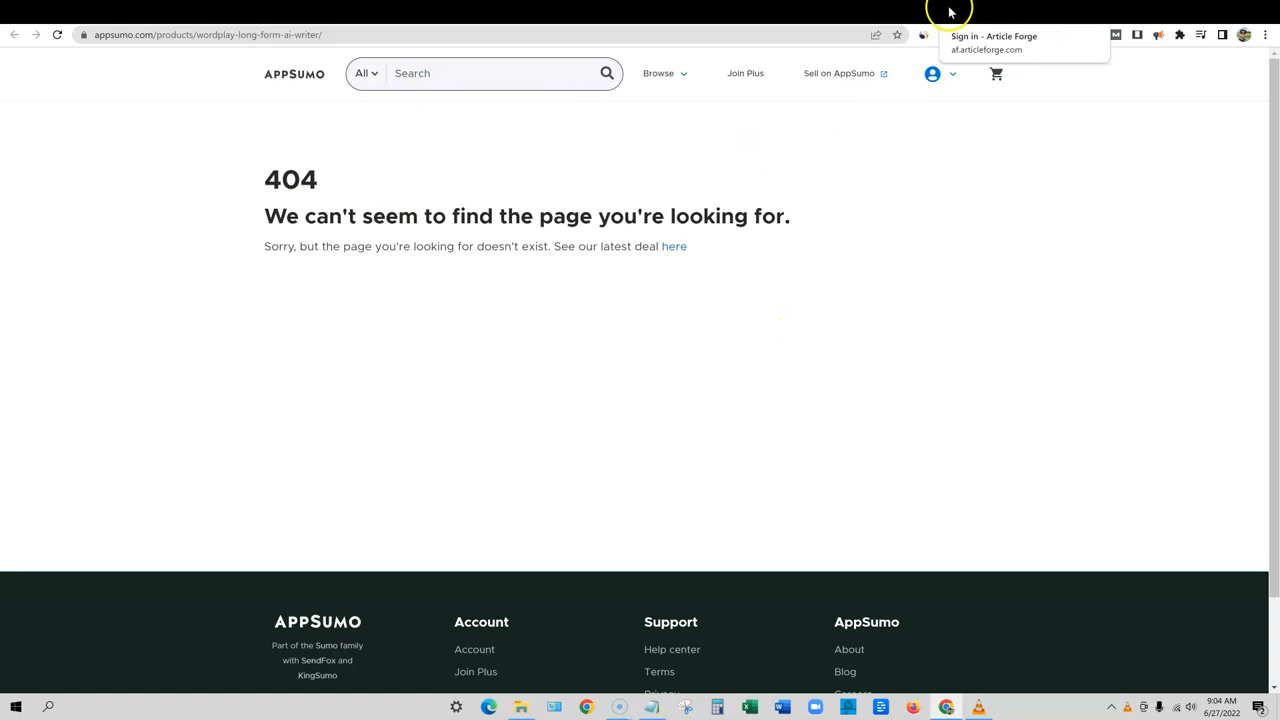 Sign in - Article Forge
af.articleforge.com
appsumo.com/products/wordplay-long-form-ai-writer/
APPSUMO
All
Search
Browse
Join Plus
Sell on AppSumo
404
We can't seem to find the page you're looking for.
Sorry, but the page you're looking for doesn't exist. See our latest deal here
APPSUMO
Part of the Sumo family
with SendFox and
KingSumo
Account
Account
Join Plus
Support
Help center
Terms
Privacy
AppSumo
About
Blog
Careers
9:04 AM
6/27/2022